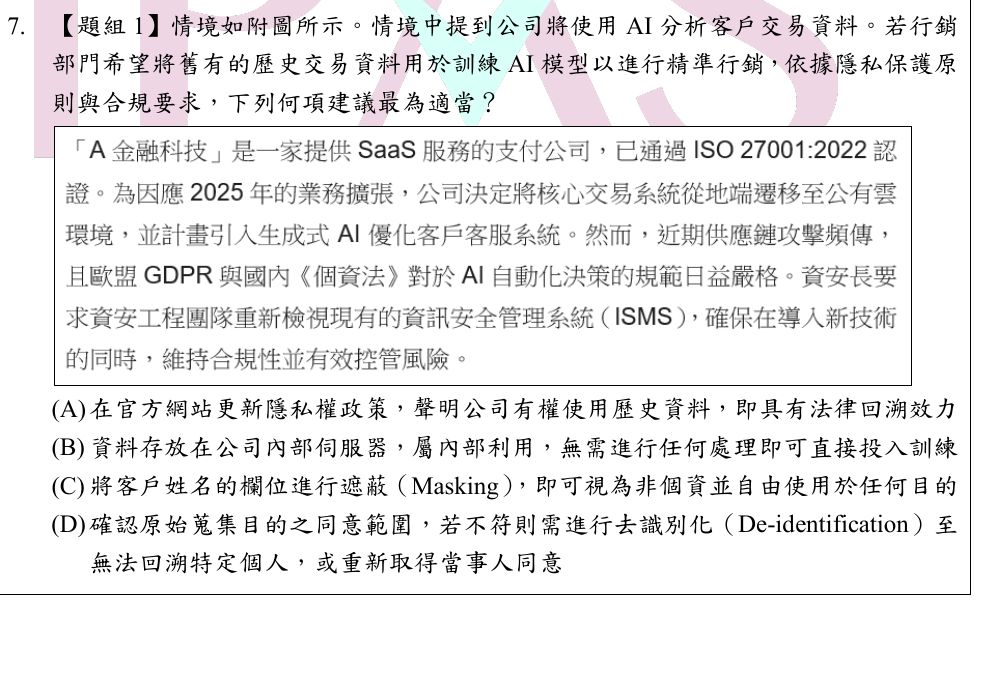 7. 【題組 1】情境如附圖所示。情境中提到公司將使用 AI 分析客戶交易資料。若行銷
部門希望將舊有的歷史交易資料用於訓練 AI 模型以進行精準行銷，依據隱私保護原
則與合規要求，下列何項建議最為適當？
「A 金融科技」是一家提供 SaaS 服務的支付公司，已通過 ISO 27001:2022 認
證。為因應 2025 年的業務擴張，公司決定將核心交易系統從地端遷移至公有雲
環境，並計畫引入生成式 AI 優化客戶客服系統。然而，近期供應鏈攻擊頻傳，
且歐盟 GDPR 與國內《個資法》對於 AI 自動化決策的規範日益嚴格。資安長要
求資安工程團隊重新檢視現有的資訊安全管理系統（ISMS），確保在導入新技術
的同時，維持合規性並有效控管風險。
(A) 在官方網站更新隱私權政策，聲明公司有權使用歷史資料，即具有法律回溯效力
(B) 資料存放在公司內部伺服器，屬內部利用，無需進行任何處理即可直接投入訓練
(C) 將客戶姓名的欄位進行遮蔽（Masking），即可視為非個資並自由使用於任何目的
(D) 確認原始蒐集目的之同意範圍，若不符則需進行去識別化（De-identification）至
無法回溯特定個人，或重新取得當事人同意